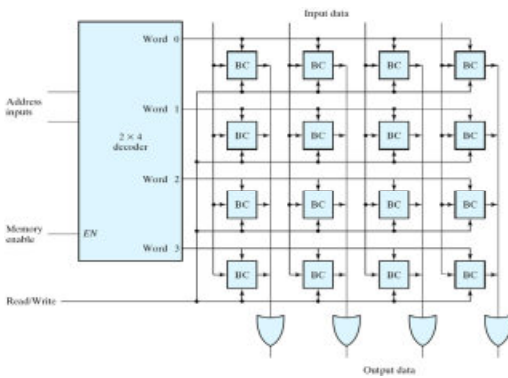 Input data
Word 0
BC BC BC BC
Address
inputs
Word 1
2 × 4
decoder
BC BC BC BC
Word 2
BC BC BC BC
Memory
enable
EN
Word 3
BC BC BC BC
Read/Write
Output data